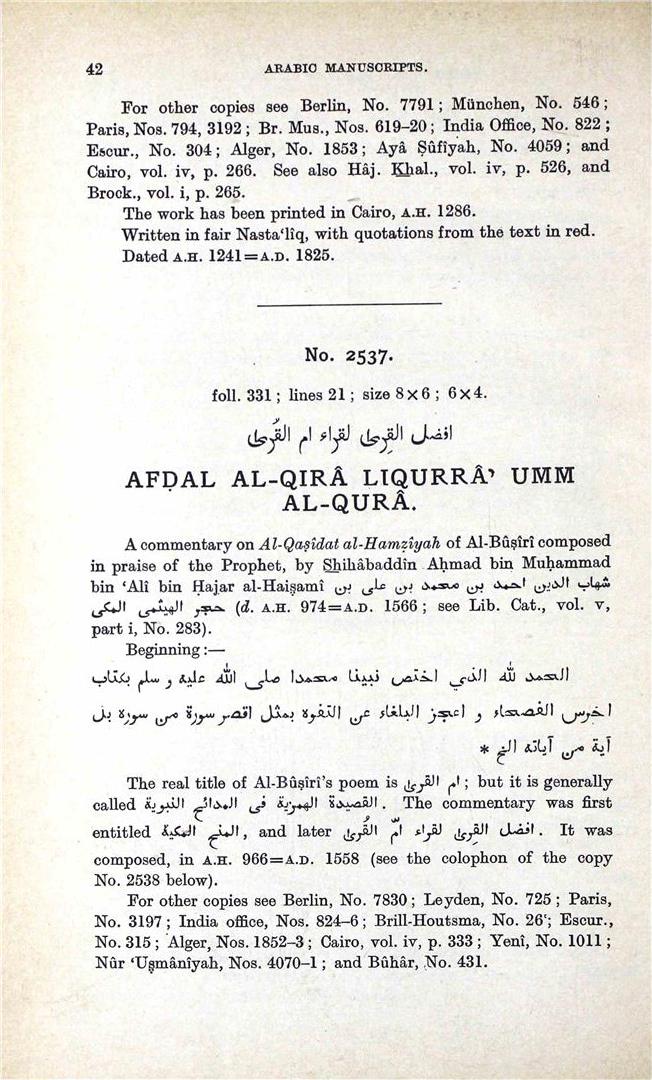 42 ARABIC MANUSCRIPTS.
For other copies see Berlin, No. 7791; München, No. 546;
Paris, Nos. 794, 3192; Br. Mus., Nos. 619–20; India Office, No. 822;
Escur., No. 304; Alger, No. 1853; Ayâ Ṣûfîyah, No. 4059; and
Cairo, vol. iv, p. 266. See also Hâj. Khal., vol. iv, p. 526, and
Brock., vol. i, p. 265.
The work has been printed in Cairo, A.H. 1286.
Written in fair Nasta‘lîq, with quotations from the text in red.
Dated A.H. 1241=A.D. 1825.
No. 2537.
foll. 331; lines 21; size 8×6; 6×4.
افضل القِرىٰ لقراء ام القُرىٰ
AFḌAL AL-QIRÂ LIQURRÂ’ UMM
AL-QURÂ.
A commentary on Al-Qaṣîdat al-Hamzîyah of Al-Bûṣîrî composed
in praise of the Prophet, by Shihâbaddin Aḥmad bin Muḥammad
bin ‘Alî bin Ḥajar al-Haiṣamî شهاب الدين احمد بن محمد بن على بن
حجر الهيثمى المكى (d. A.H. 974=A.D. 1566; see Lib. Cat., vol. v,
part i, No. 283).
Beginning:—
الحمد لله الذي اختص نبينا محمدا صلى الله عليه و سلم بكتاب
اخرس الفصحاء و اعجز البلغاء عن التفوه بمثل اقصر سورة من سوره بل
آية من آياته الخ *
The real title of Al-Bûṣîrî’s poem is ام القرىٰ; but it is generally
called القصيدة الهمزية فى المدائح النبوية. The commentary was first
entitled المنح المكية, and later افضل القِرىٰ لقراء امّ القُرىٰ. It was
composed, in A.H. 966=A.D. 1558 (see the colophon of the copy
No. 2538 below).
For other copies see Berlin, No. 7830; Leyden, No. 725; Paris,
No. 3197; India office, Nos. 824–6; Brill-Houtsma, No. 26; Escur.,
No. 315; Alger, Nos. 1852–3; Cairo, vol. iv, p. 333; Yenî, No. 1011;
Nûr ‘Uṣmânîyah, Nos. 4070–1; and Bûhâr, No. 431.